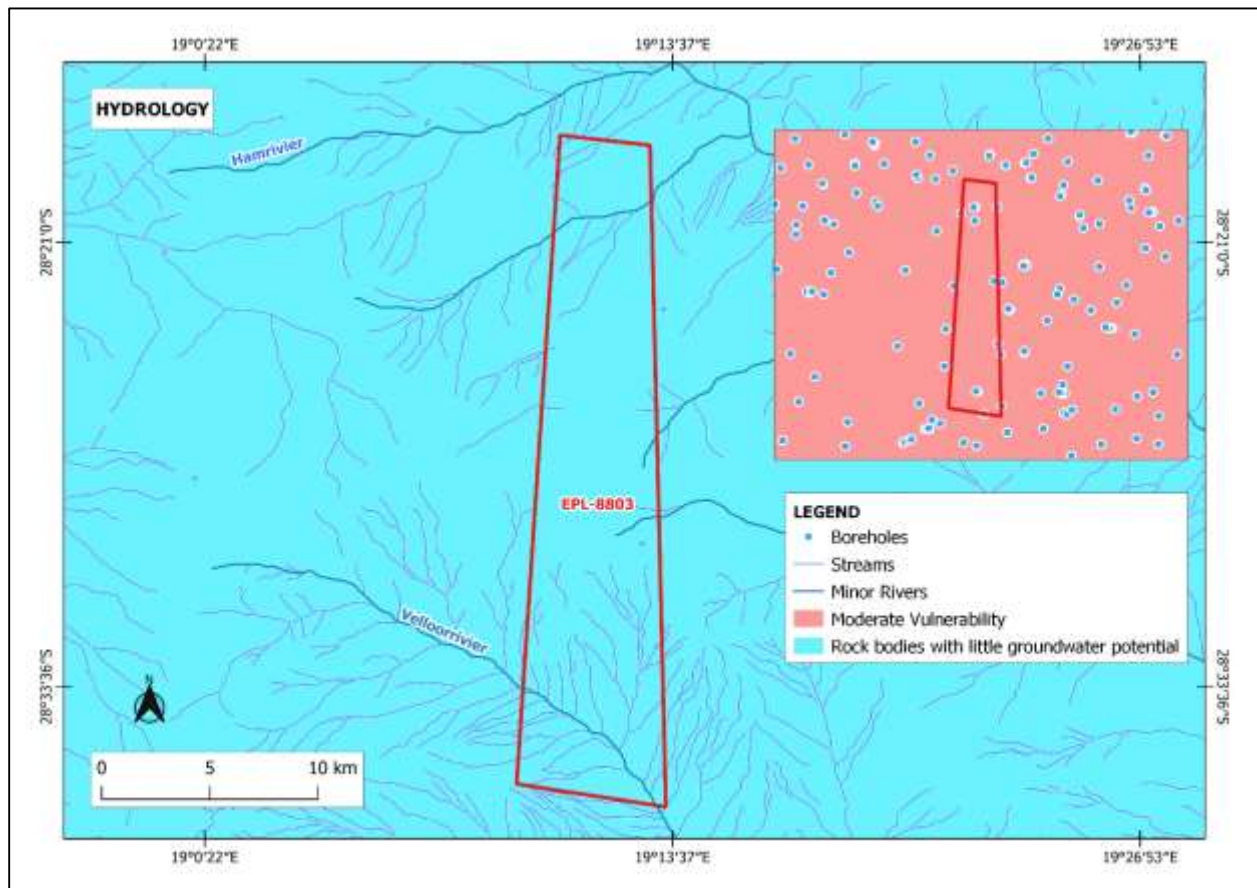 19°0'22"E
19°13'37"E
19°26'53"E
HYDROLOGY
Hamrivier
28°21'0"S
28°21'0"S
EPL-8803
LEGEND
Boreholes
Streams
Minor Rivers
Moderate Vulnerability
Rock bodies with little groundwater potential
Velloorrivier
28°33'36"S
28°33'36"S
N
0
5
10 km
19°0'22"E
19°13'37"E
19°26'53"E